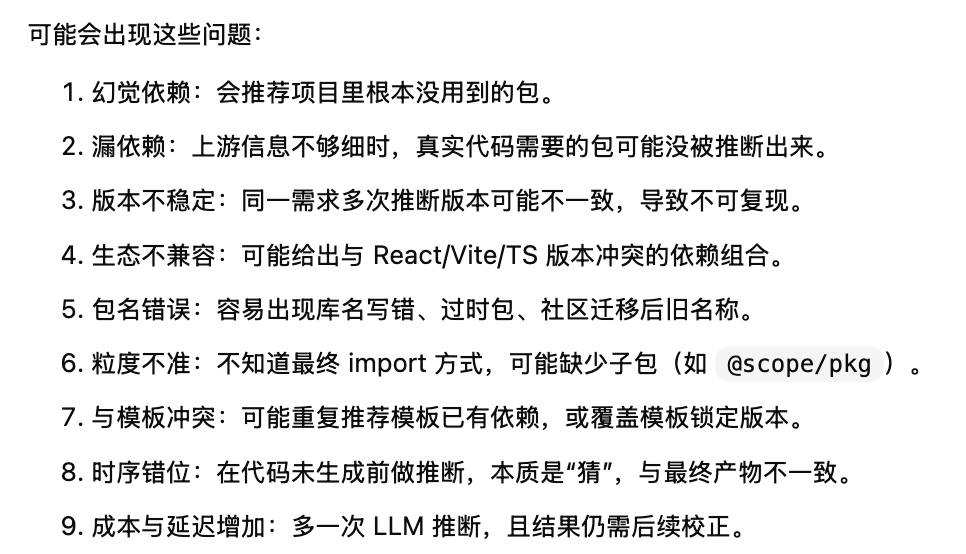 可能会出现这些问题：
1. 幻觉依赖：会推荐项目里根本没用到的包。
2. 漏依赖：上游信息不够细时，真实代码需要的包可能没被推断出来。
3. 版本不稳定：同一需求多次推断版本可能不一致，导致不可复现。
4. 生态不兼容：可能给出与 React/Vite/TS 版本冲突的依赖组合。
5. 包名错误：容易出现库名写错、过时包、社区迁移后旧名称。
6. 粒度不准：不知道最终 import 方式，可能缺少子包（如 @scope/pkg ）。
7. 与模板冲突：可能重复推荐模板已有依赖，或覆盖模板锁定版本。
8. 时序错位：在代码未生成前做推断，本质是“猜”，与最终产物不一致。
9. 成本与延迟增加：多一次 LLM 推断，且结果仍需后续校正。